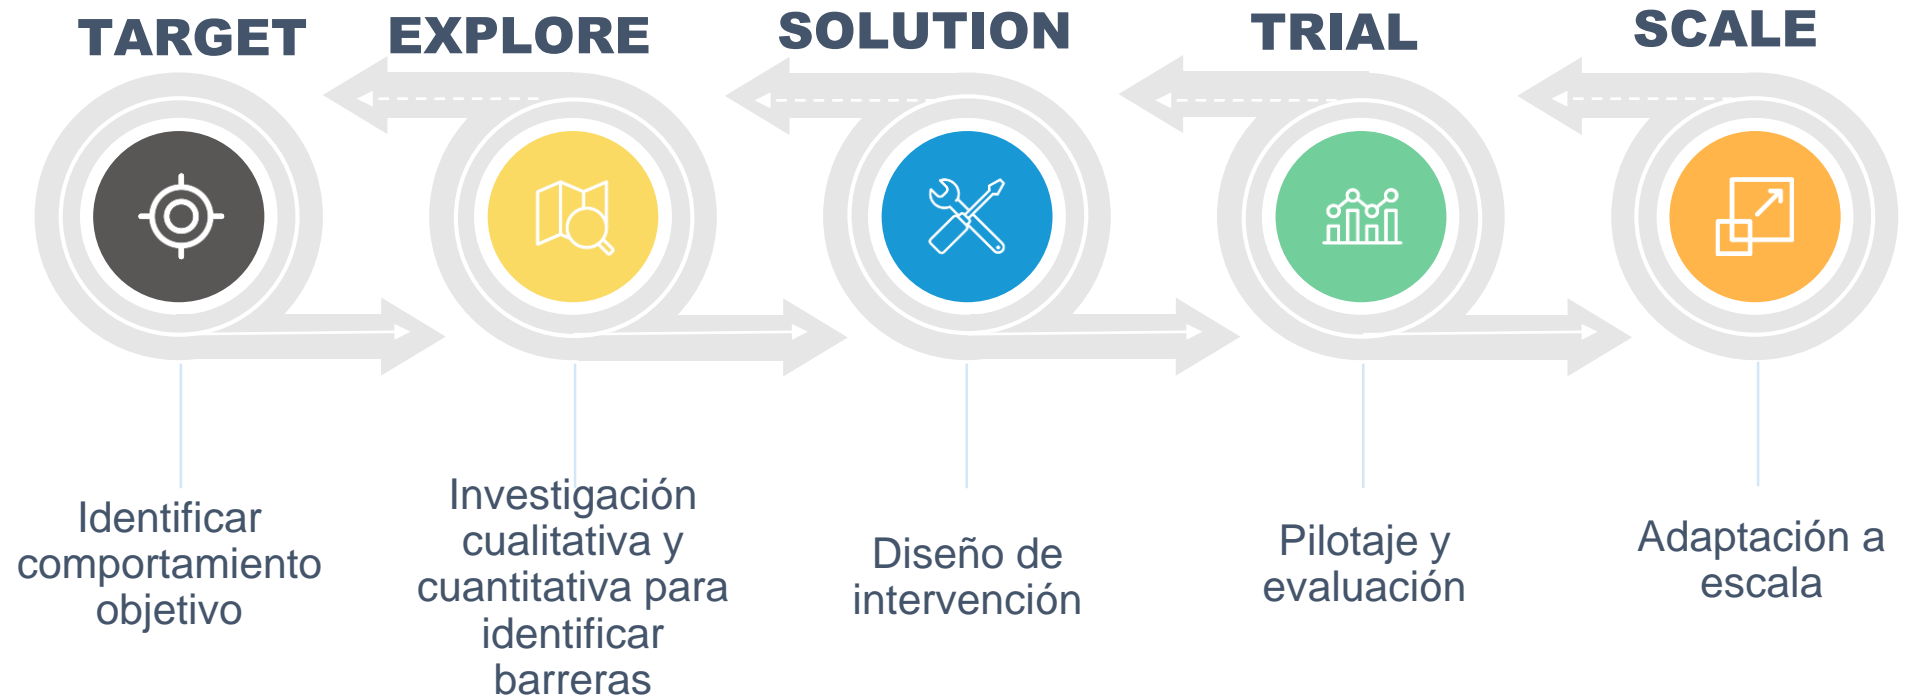 TARGET
EXPLORE
SOLUTION
TRIAL
SCALE
Identificar
comportamiento
objetivo
Investigación
cualitativa y
cuantitativa para
identificar
barreras
Diseño de
intervención
Pilotaje y
evaluación
Adaptación a
escala